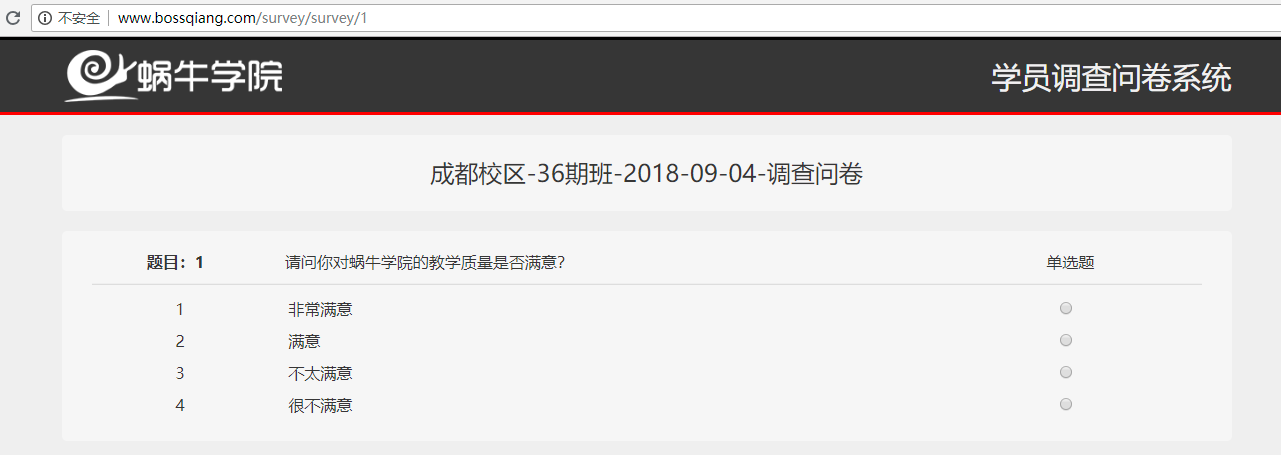 不安全 www.bossqiang.com/survey/survey/1
蜗牛学院 学员调查问卷系统
成都校区-36期班-2018-09-04-调查问卷
题目：1 请问你对蜗牛学院的教学质量是否满意? 单选题
1 非常满意
2 满意
3 不太满意
4 很不满意